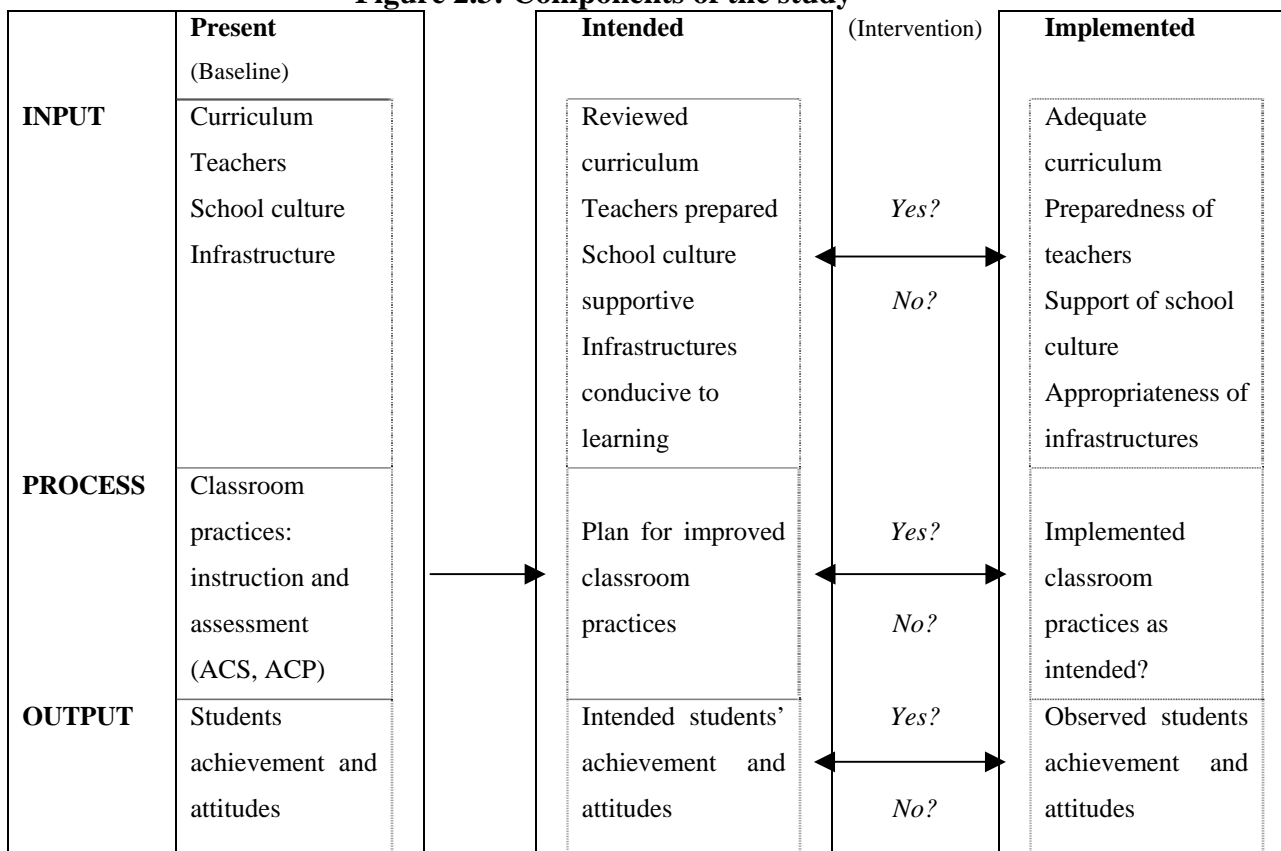 Figure Components of the study
Present
(Baseline)
Intended
(Intervention)
Implemented
INPUT
Curriculum
Teachers
School culture
Infrastructure
Reviewed
curriculum
Teachers prepared
School culture
supportive
Infrastructures
conducive to
learning
Yes?
No?
Adequate
curriculum
Preparedness of
teachers
Support of school
culture
Appropriateness of
infrastructures
PROCESS
Classroom
practices:
instruction and
assessment
(ACS, ACP)
Plan for improved
classroom
practices
Yes?
No?
Implemented
classroom
practices as
intended?
OUTPUT
Students
achievement and
attitudes
Intended students’
achievement and
attitudes
Yes?
No?
Observed students
achievement and
attitudes